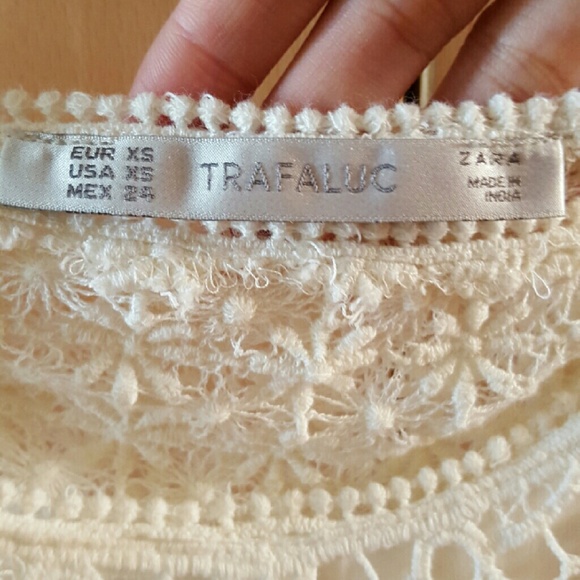 EUR XS
USA XS
MEX 24
TRAFALUC
ZARA
MADE IN
INDIA